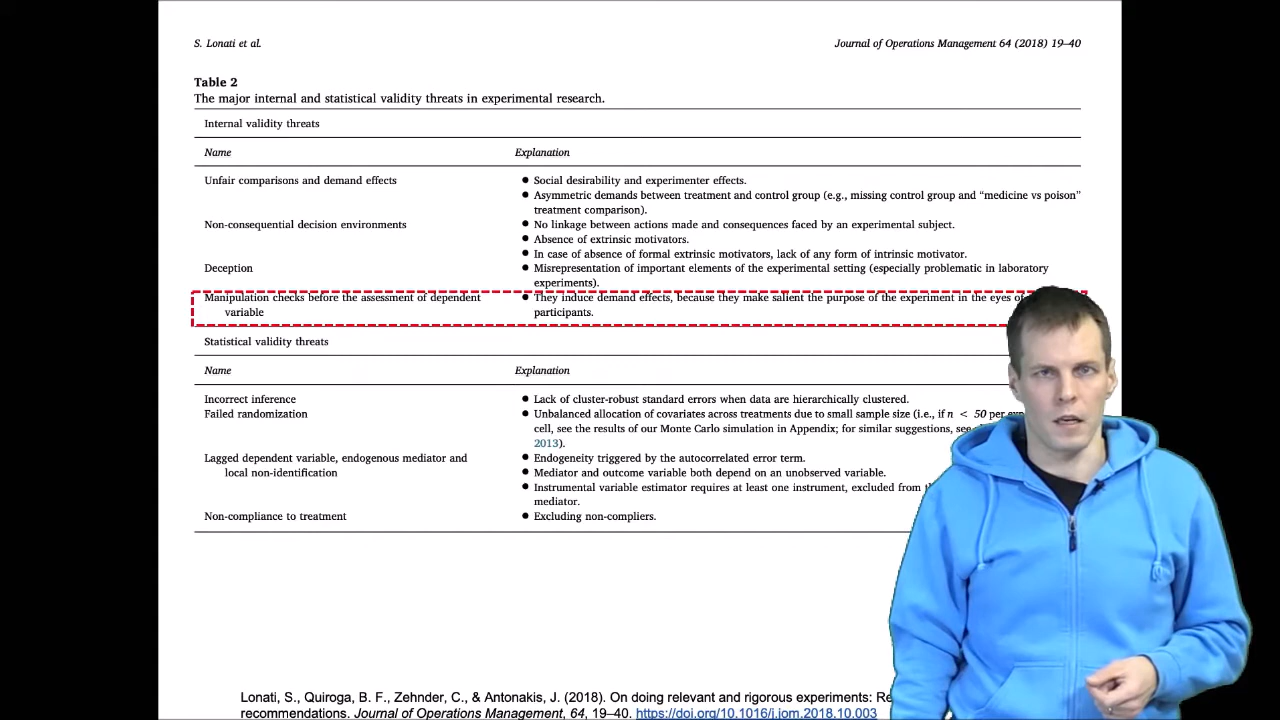 S. Lonati et al.
Journal of Operations Management 64 (2018) 19–40
Table 2
The major internal and statistical validity threats in experimental research.
Internal validity threats
Name Explanation
Unfair comparisons and demand effects ● Social desirability and experimenter effects.
● Asymmetric demands between treatment and control group (e.g., missing control group and “medicine vs poison”
treatment comparison).
Non-consequential decision environments ● No linkage between actions made and consequences faced by an experimental subject.
● Absence of extrinsic motivators.
● In case of absence of formal extrinsic motivators, lack of any form of intrinsic motivator.
Deception ● Misrepresentation of important elements of the experimental setting (especially problematic in laboratory
experiments).
Manipulation checks before the assessment of dependent ● They induce demand effects, because they make salient the purpose of the experiment in the eyes of
variable participants.
Statistical validity threats
Name Explanation
Incorrect inference ● Lack of cluster-robust standard errors when data are hierarchically clustered.
Failed randomization ● Unbalanced allocation of covariates across treatments due to small sample size (i.e., if n < 50 per
cell, see the results of our Monte Carlo simulation in Appendix; for similar suggestions, see
2013).
Lagged dependent variable, endogenous mediator and ● Endogeneity triggered by the autocorrelated error term.
local non-identification ● Mediator and outcome variable both depend on an unobserved variable.
● Instrumental variable estimator requires at least one instrument, excluded from
mediator.
Non-compliance to treatment ● Excluding non-compliers.
Lonati, S., Quiroga, B. F., Zehnder, C., & Antonakis, J. (2018). On doing relevant and rigorous experiments:
recommendations. Journal of Operations Management, 64, 19–40. https://doi.org/10.1016/j.jom.2018.10.003